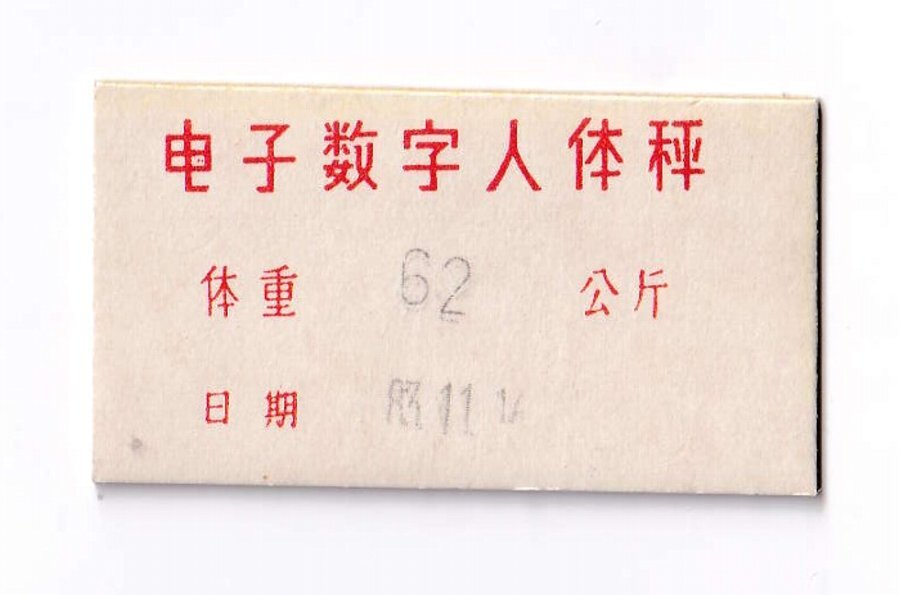 电子数字人体秤
体重 62 公斤
日期 11